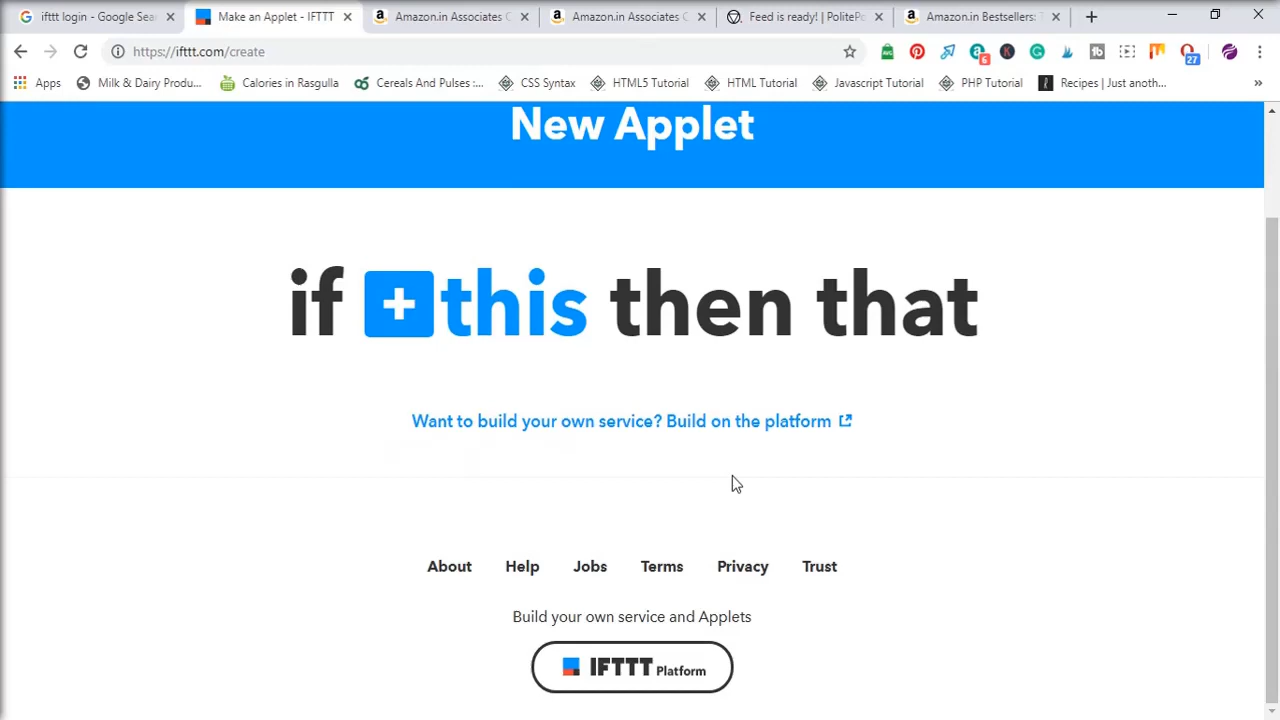 ifttt login - Google Sea
Make an Applet - IFTTT
Amazon.in Associates C
Amazon.in Associates C
Feed is ready! | PolitePo
Amazon.in Bestsellers: T
https://ifttt.com/create
6
27
Apps
Milk & Dairy Produ...
Calories in Rasgulla
Cereals And Pulses :...
CSS Syntax
HTML5 Tutorial
HTML Tutorial
Javascript Tutorial
PHP Tutorial
Recipes | Just anoth...
»
New Applet
if + this then that
Want to build your own service? Build on the platform
About Help Jobs Terms Privacy Trust
Build your own service and Applets
IFTTT Platform